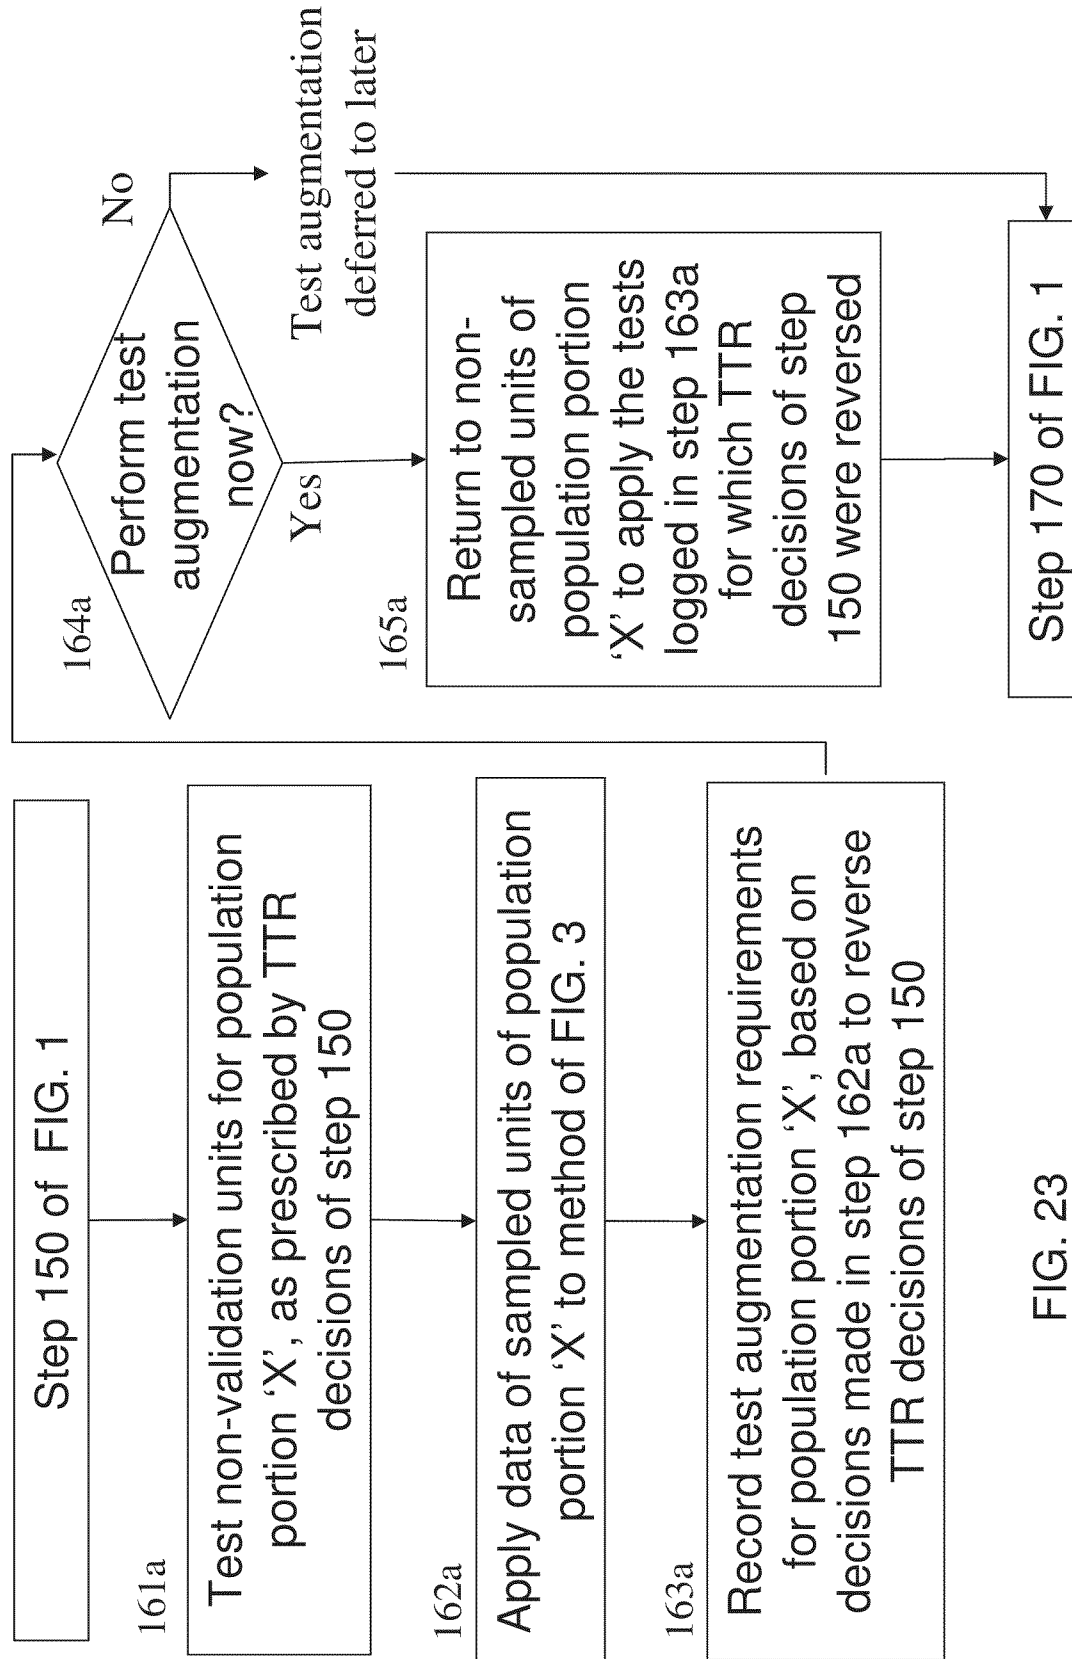 Step 150 of FIG. 1
161a
Test non-validation units for population
portion ‘X’, as prescribed by TTR
decisions of step 150
162a
Apply data of sampled units of population
portion ‘X’ to method of FIG. 3
163a
Record test augmentation requirements
for population portion ‘X’, based on
decisions made in step 162a to reverse
TTR decisions of step 150
164a
Perform test
augmentation
now?
No
Yes
Test augmentation
deferred to later
165a
Return to non-
sampled units of
population portion
‘X’ to apply the tests
logged in step 163a
for which TTR
decisions of step
150 were reversed
Step 170 of FIG. 1
FIG. 23